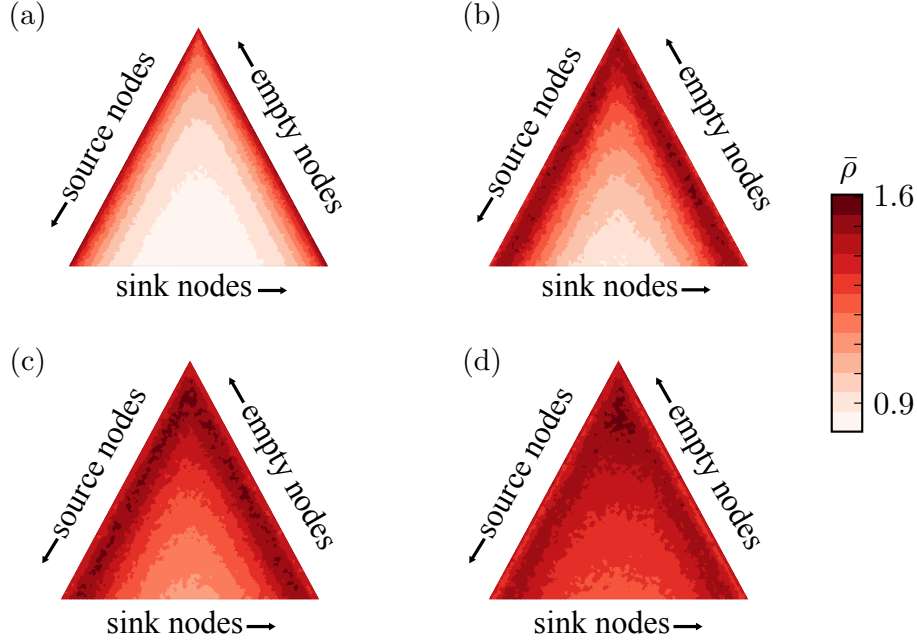 (a)
source nodes
empty nodes
sink nodes
(b)
source nodes
empty nodes
sink nodes
ρ̄
1.6
0.9
(c)
source nodes
empty nodes
sink nodes
(d)
source nodes
empty nodes
sink nodes